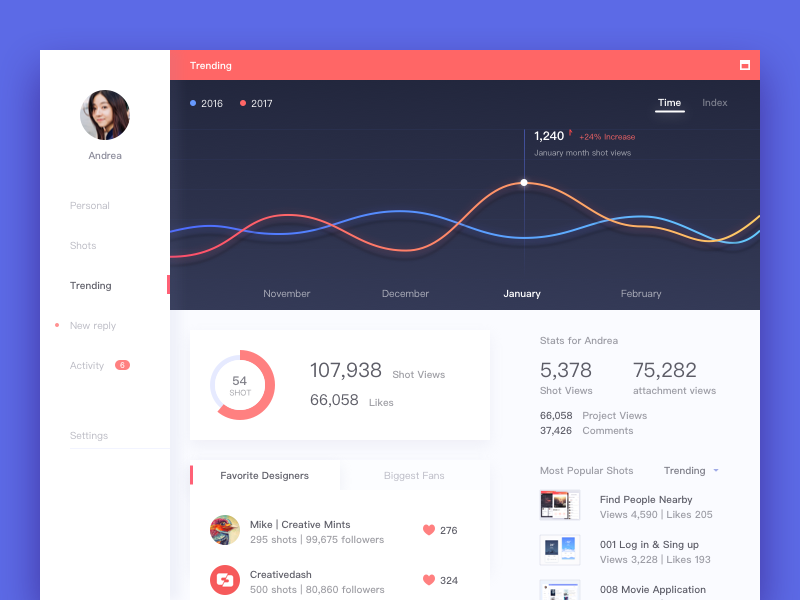 Trending
Andrea
Personal
Shots
Trending
New reply
Activity 6
Settings
2016 2017
Time Index
1,240 +24% Increase
January month shot views
November December January February
54
SHOT
107,938 Shot Views
66,058 Likes
Favorite Designers Biggest Fans
Mike | Creative Mints
295 shots | 99,675 followers
276
Creativedash
500 shots | 80,860 followers
324
Stats for Andrea
5,378 75,282
Shot Views attachment views
66,058 Project Views
37,426 Comments
Most Popular Shots Trending
Find People Nearby
Views 4,590 | Likes 205
001 Log in & Sing up
Views 3,228 | Likes 193
008 Movie Application